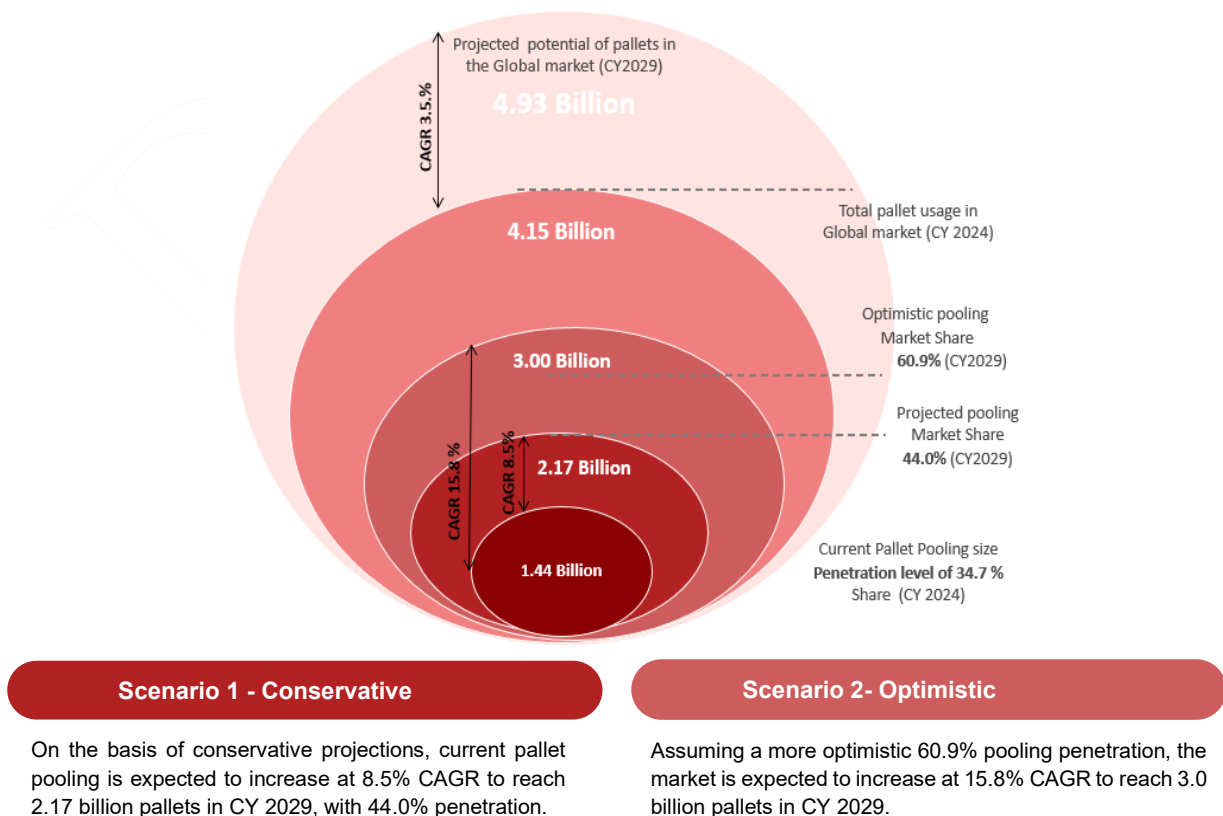 Projected potential of pallets in
the Global market (CY2029)
4.93 Billion
CAGR 3.5.%
4.15 Billion
Total pallet usage in
Global market (CY 2024)
Optimistic pooling
Market Share
60.9% (CY2029)
3.00 Billion
Projected pooling
Market Share
44.0% (CY2029)
CAGR 15.8 %
CAGR 8.5%
2.17 Billion
Current Pallet Pooling size
Penetration level of 34.7 %
Share (CY 2024)
1.44 Billion
Scenario 1 - Conservative
On the basis of conservative projections, current pallet
pooling is expected to increase at 8.5% CAGR to reach
2.17 billion pallets in CY 2029, with 44.0% penetration.
Scenario 2- Optimistic
Assuming a more optimistic 60.9% pooling penetration, the
market is expected to increase at 15.8% CAGR to reach 3.0
billion pallets in CY 2029.